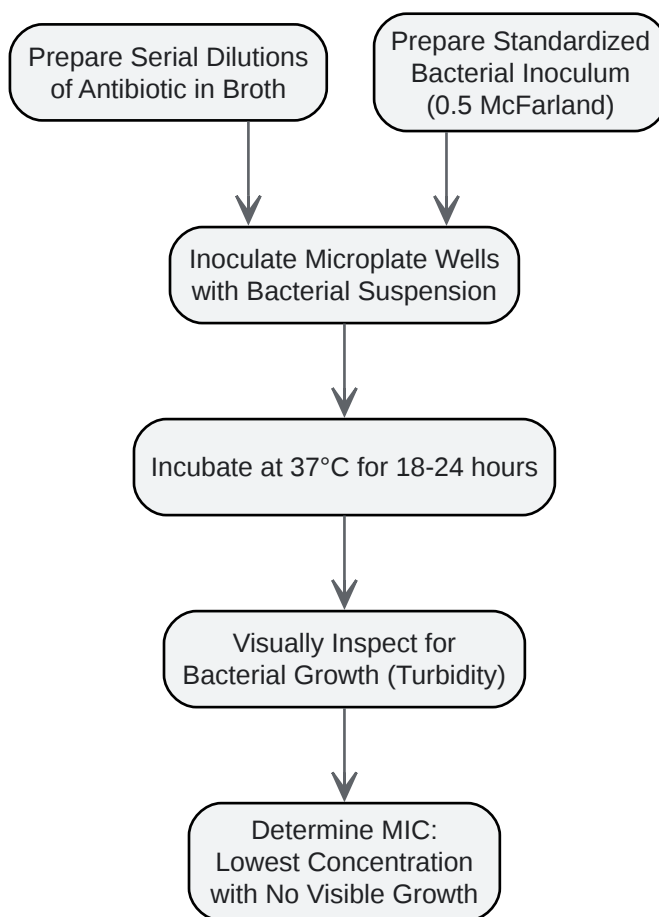 Prepare Serial Dilutions
of Antibiotic in Broth
Prepare Standardized
Bacterial Inoculum
(0.5 McFarland)
Inoculate Microplate Wells
with Bacterial Suspension
Incubate at 37°C for 18-24 hours
Visually Inspect for
Bacterial Growth (Turbidity)
Determine MIC:
Lowest Concentration
with No Visible Growth